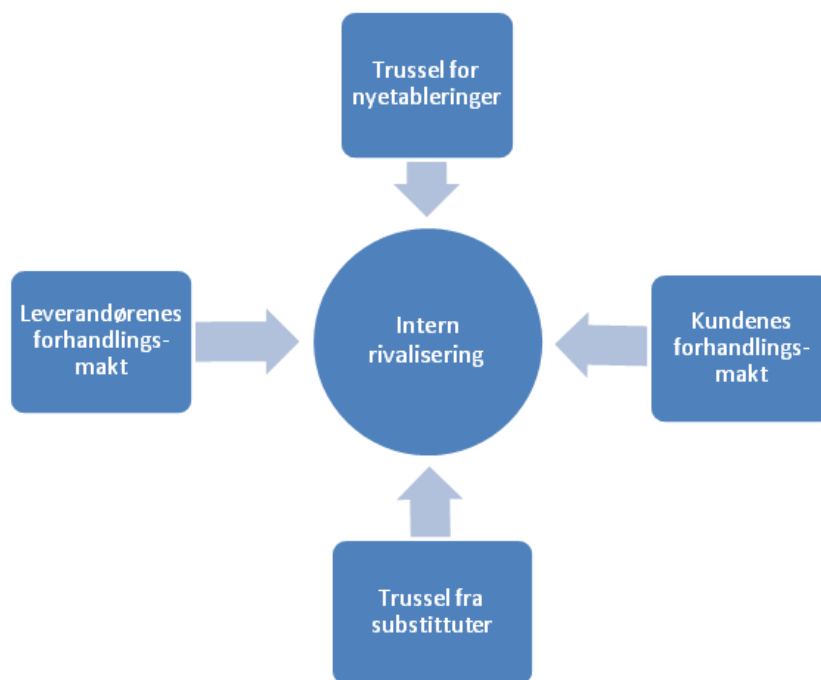 Trussel for
nyetableringer
Leverandørenes
forhandlings-
makt
Intern
rivalisering
Kundenes
forhandlings-
makt
Trussel fra
substittuter